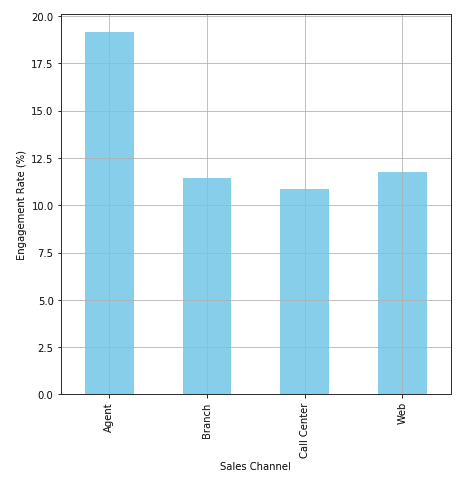 20.0
17.5
15.0
12.5
10.0
7.5
5.0
2.5
0.0
Engagement Rate (%)
Agent
Branch
Call Center
Web
Sales Channel